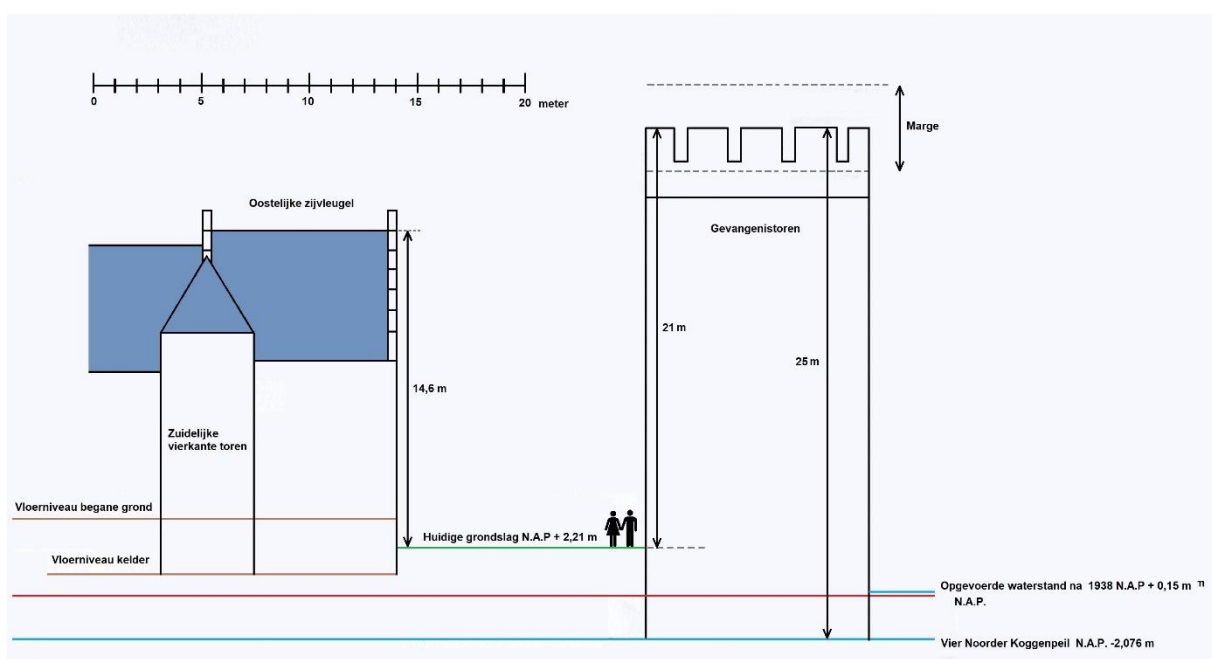 0 5 10 15 20 meter
Marge
Oostelijke zijvleugel
Gevangenistoren
21 m
25 m
14,6 m
Zuidelijke
vierkante toren
Vloerniveau begane grond
Huidige grondslag N.A.P + 2,21 m
Vloerniveau kelder
Opgevoerde waterstand na 1938 N.A.P + 0,15 m
N.A.P.
Vier Noorder Koggenpeil N.A.P. -2,076 m